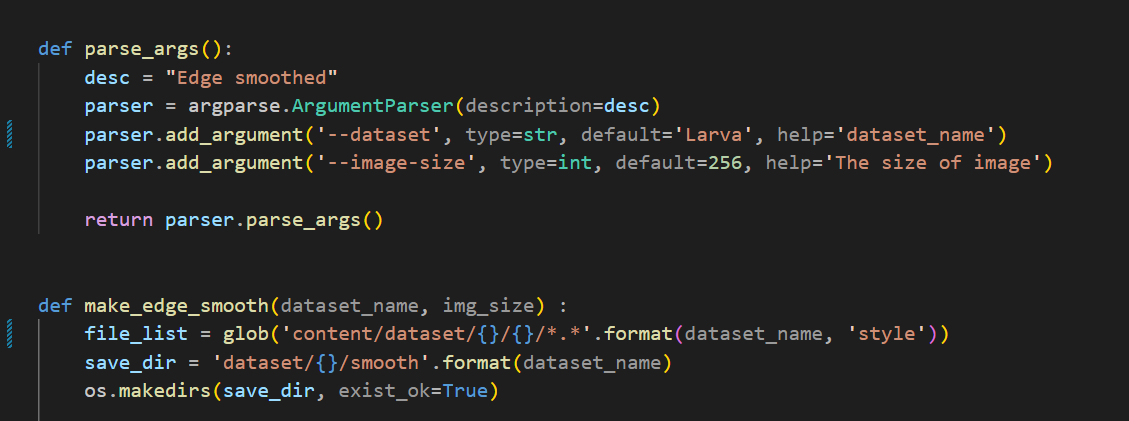 def parse_args():
    desc = "Edge smoothed"
    parser = argparse.ArgumentParser(description=desc)
    parser.add_argument('--dataset', type=str, default='Larva', help='dataset_name')
    parser.add_argument('--image-size', type=int, default=256, help='The size of image')
    return parser.parse_args()
def make_edge_smooth(dataset_name, img_size) :
    file_list = glob('content/dataset/{}/{}/*.*'.format(dataset_name, 'style'))
    save_dir = 'dataset/{}/smooth'.format(dataset_name)
    os.makedirs(save_dir, exist_ok=True)